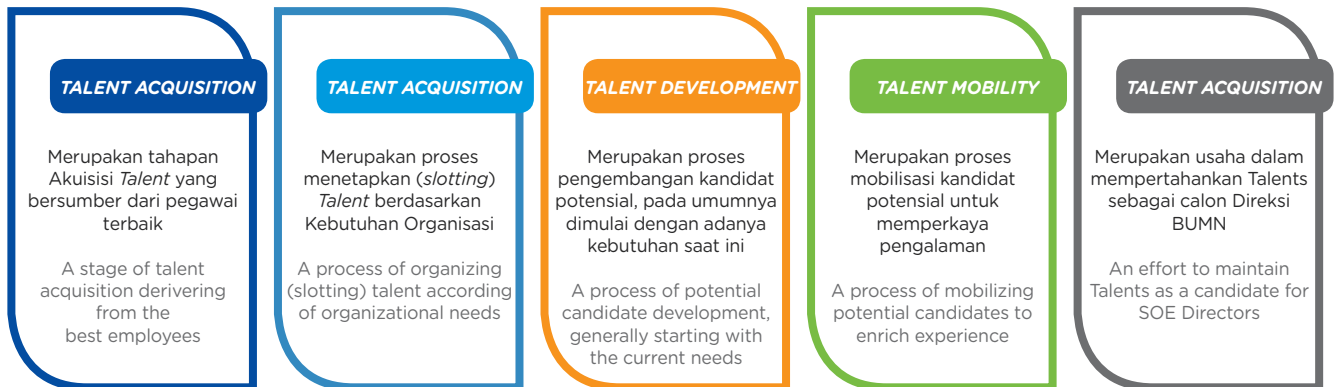 TALENT ACQUISITION
Merupakan tahapan
Akuisisi Talent yang
bersumber dari pegawai
terbaik
A stage of talent
acquisition derivering
from the
best employees
TALENT ACQUISITION
Merupakan proses
menetapkan (slotting)
Talent berdasarkan
Kebutuhan Organisasi
A process of organizing
(slotting) talent according
of organizational needs
TALENT DEVELOPMENT
Merupakan proses
pengembangan kandidat
potensial, pada umumnya
dimulai dengan adanya
kebutuhan saat ini
A process of potential
candidate development,
generally starting with
the current needs
TALENT MOBILITY
Merupakan proses
mobilisasi kandidat
potensial untuk
memperkaya
pengalaman
A process of mobilizing
potential candidates to
enrich experience
TALENT ACQUISITION
Merupakan usaha dalam
mempertahankan Talents
sebagai calon Direksi
BUMN
An effort to maintain
Talents as a candidate for
SOE Directors